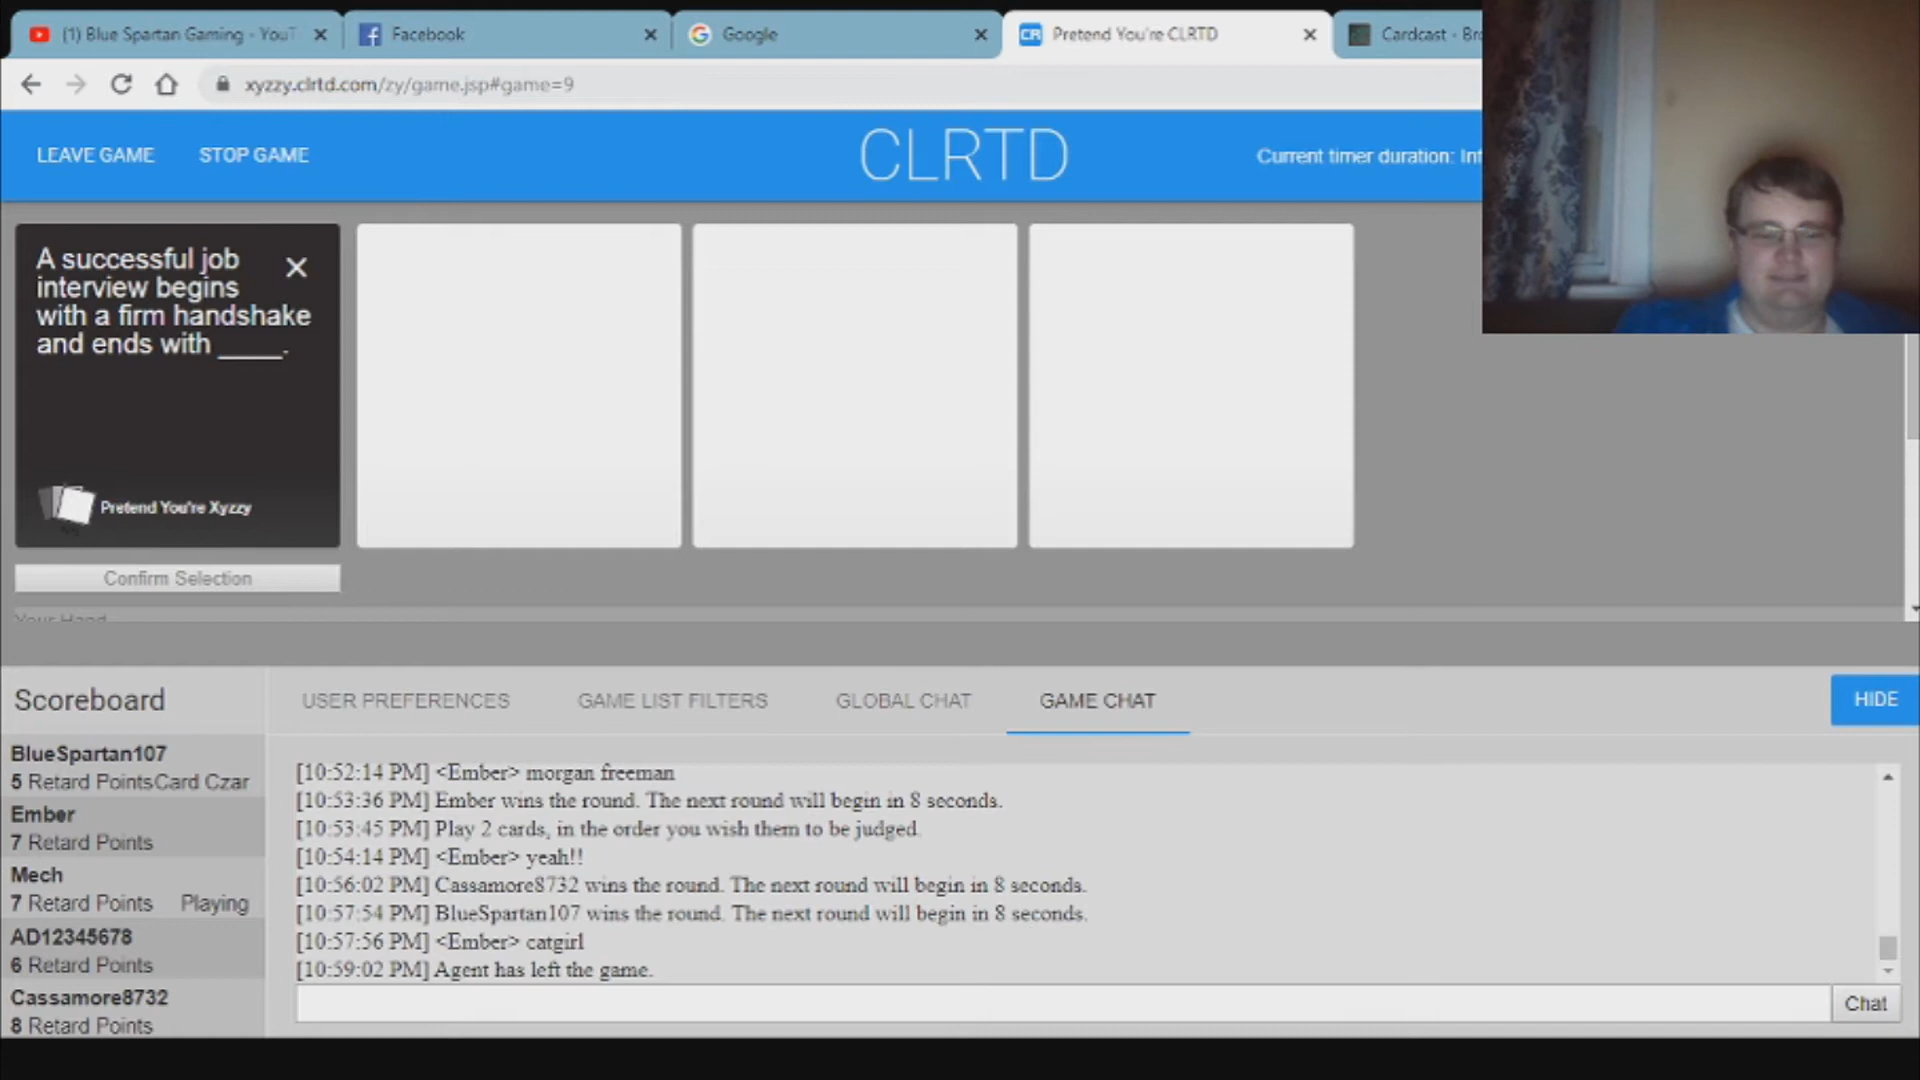 (1) Blue Spartan Gaming - YouT
Facebook
Google
CR Pretend You're CLRTD
Cardcast - Bro
xyzzy.clrtd.com/zy/game.jsp#game=9
LEAVE GAME STOP GAME
CLRTD
Current timer duration: Inf
A successful job
interview begins
with a firm handshake
and ends with ____.
Pretend You're Xyzzy
Confirm Selection
Your Hand
Scoreboard
USER PREFERENCES GAME LIST FILTERS GLOBAL CHAT GAME CHAT
HIDE
BlueSpartan107
5 Retard PointsCard Czar
Ember
7 Retard Points
Mech
7 Retard Points Playing
AD12345678
6 Retard Points
Cassamore8732
8 Retard Points
[10:52:14 PM] <Ember> morgan freeman
[10:53:36 PM] Ember wins the round. The next round will begin in 8 seconds.
[10:53:45 PM] Play 2 cards, in the order you wish them to be judged.
[10:54:14 PM] <Ember> yeah!!
[10:56:02 PM] Cassamore8732 wins the round. The next round will begin in 8 seconds.
[10:57:54 PM] BlueSpartan107 wins the round. The next round will begin in 8 seconds.
[10:57:56 PM] <Ember> catgirl
[10:59:02 PM] Agent has left the game.
Chat